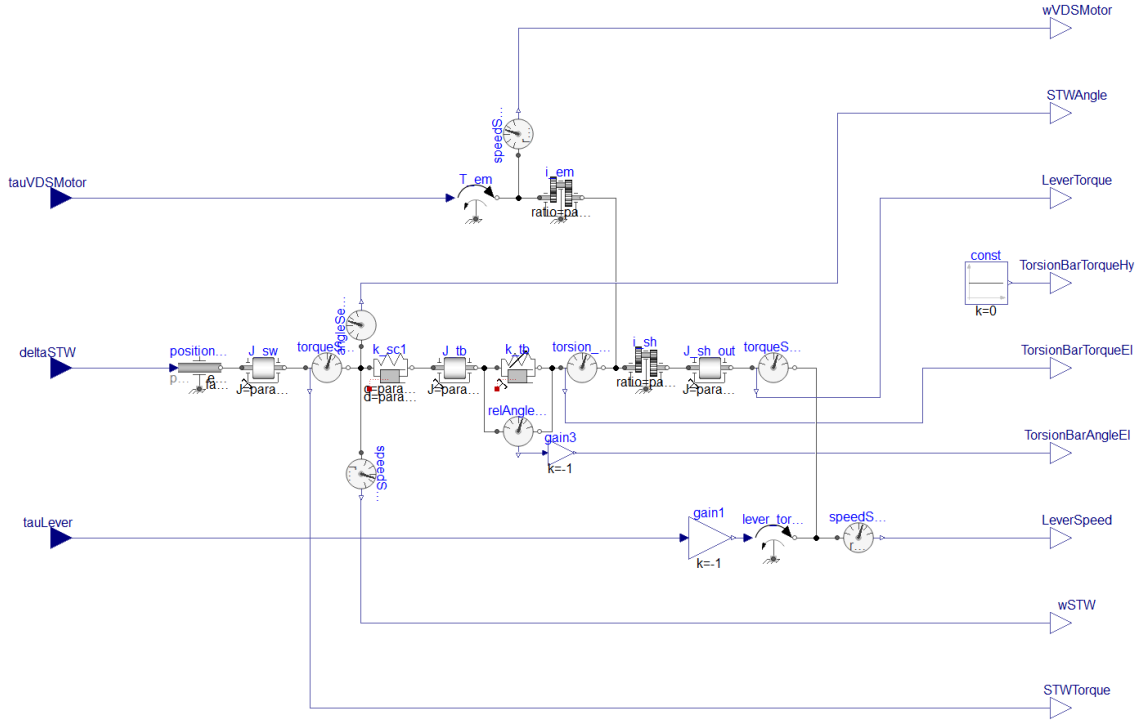 wVDSMotor
STWAngle
speedS...
tauVDSMotor
T_em
i_em
LeverTorque
ratio=pa...
const
TorsionBarTorqueHy
k=0
angleSe...
deltaSTW
position...
J_sw
torqueS...
k_sc1
J_tb
k_tb
torsion_...
i_sh
J_sh_out
torqueS...
TorsionBarTorqueEl
p...
J=para...
d=para...
J=para...
ratio=pa...
J=para...
relAngle...
gain3
k=-1
TorsionBarAngleEl
speedS...
tauLever
gain1
k=-1
lever_tor...
speedS...
r...
LeverSpeed
wSTW
STWTorque